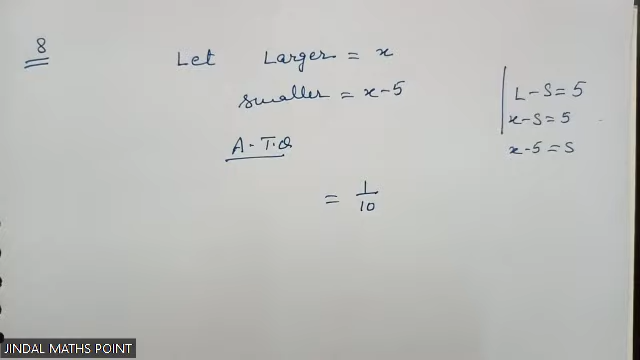 8
Let Larger = x
smaller = x-5
A.T.Q
= 1/10
L-S=5
x-S=5
x-5=S
JINDAL MATHS POINT